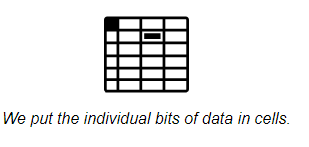 We put the individual bits of data in cells.